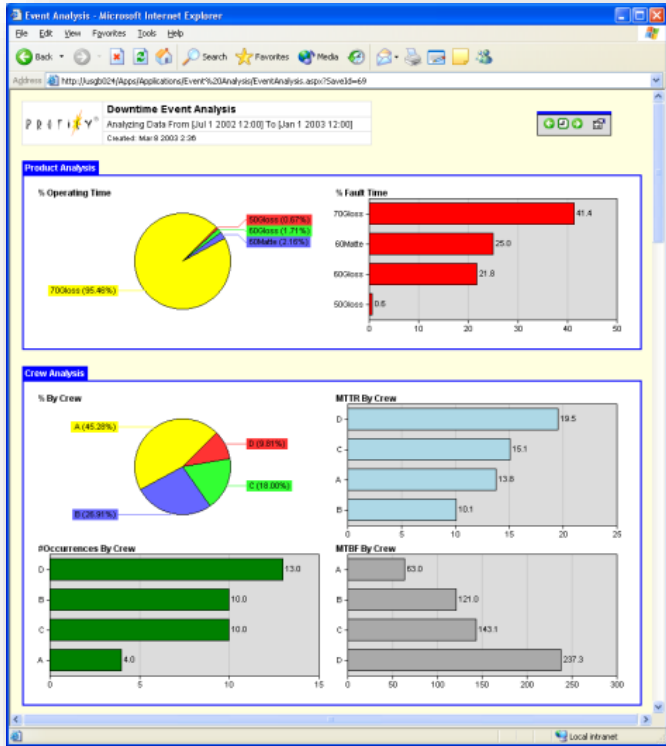 Event Analysis - Microsoft Internet Explorer
File Edit View Favorites Tools Help
Back Search Favorites Media
Address http://usgb024/Apps/Applications/Event%20Analysis/EventAnalysis.aspx?SaveId=69
PROFICY
Downtime Event Analysis
Analyzing Data From [Jul 1 2002 12:00] To [Jan 1 2003 12:00]
Created: Mar 8 2003 2:36
Product Analysis
% Operating Time
50Gloss (0.67%)
60Gloss (1.71%)
60Matte (2.15%)
70Gloss (95.46%)
% Fault Time
70Gloss 41.4
60Matte 25.0
60Gloss 21.8
50Gloss 0.6
0 10 20 30 40 50
Crew Analysis
% By Crew
A (45.28%)
D (9.81%)
C (18.00%)
B (26.91%)
MTTR By Crew
D 19.5
C 15.1
A 13.8
B 10.1
0 5 10 15 20 25
#Occurrences By Crew
D 13.0
B 10.0
C 10.0
A 4.0
0 5 10 15
MTBF By Crew
A 63.0
B 121.0
C 143.1
D 237.3
0 50 100 150 200 250 300
Local intranet